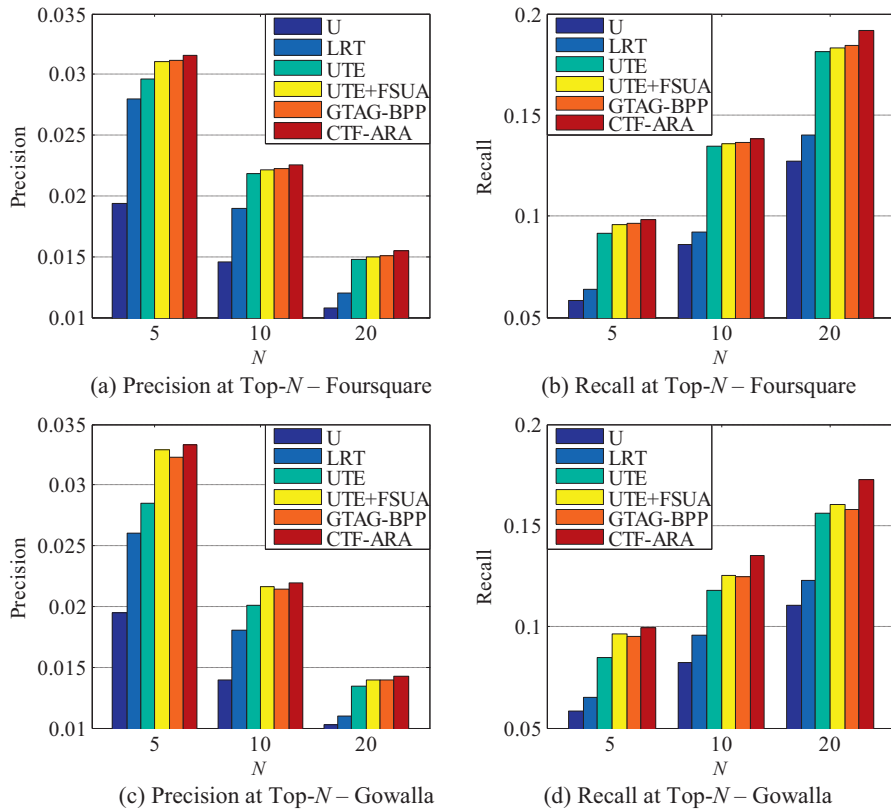 0.035
0.03
0.025
0.02
0.015
0.01
Precision
U
LRT
UTE
UTE+FSUA
GTAG-BPP
CTF-ARA
5 10 20
N
(a) Precision at Top-N – Foursquare
0.2
0.15
0.1
0.05
Recall
U
LRT
UTE
UTE+FSUA
GTAG-BPP
CTF-ARA
5 10 20
N
(b) Recall at Top-N – Foursquare
0.035
0.03
0.025
0.02
0.015
0.01
Precision
U
LRT
UTE
UTE+FSUA
GTAG-BPP
CTF-ARA
5 10 20
N
(c) Precision at Top-N – Gowalla
0.2
0.15
0.1
0.05
Recall
U
LRT
UTE
UTE+FSUA
GTAG-BPP
CTF-ARA
5 10 20
N
(d) Recall at Top-N – Gowalla